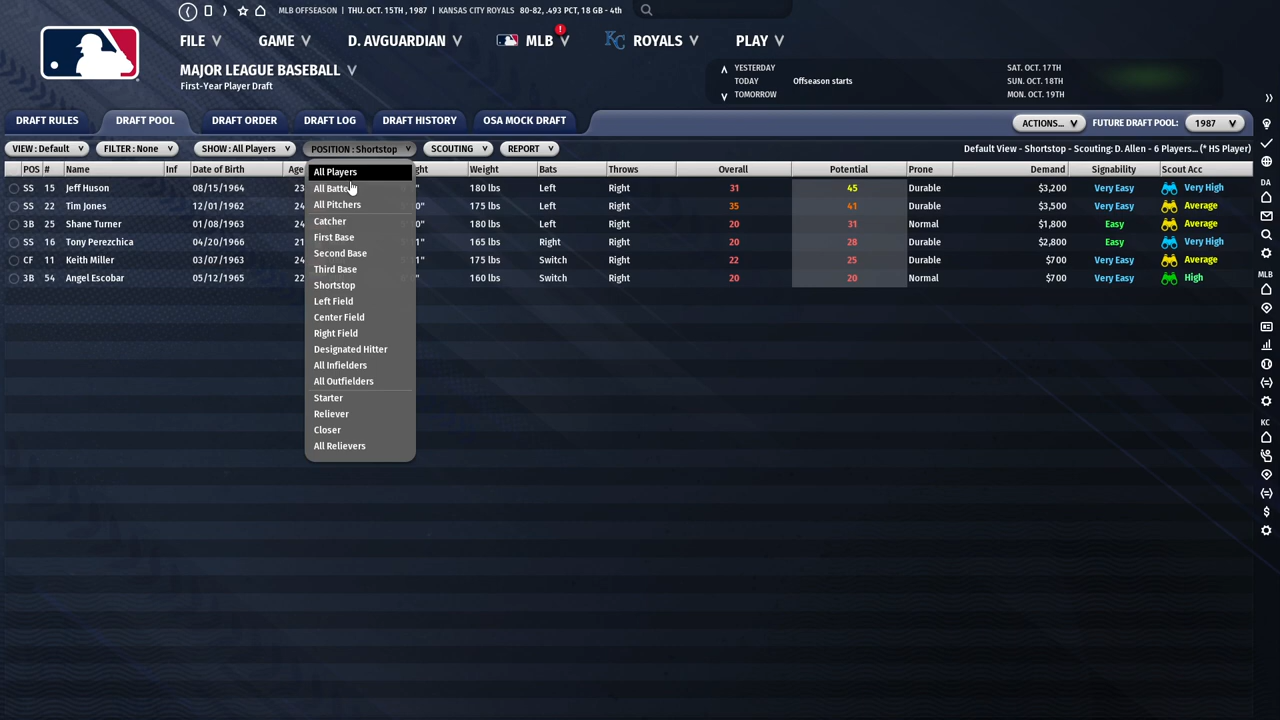 MLB OFFSEASON | THU. OCT. 15TH , 1987 | KANSAS CITY ROYALS 80-82, .493 PCT, 18 GB - 4th
FILE GAME D. AVGUARDIAN MLB ! KC ROYALS PLAY
MAJOR LEAGUE BASEBALL
First-Year Player Draft
YESTERDAY SAT. OCT. 17TH
TODAY Offseason starts SUN. OCT. 18TH
TOMORROW MON. OCT. 19TH
DRAFT RULES DRAFT POOL DRAFT ORDER DRAFT LOG DRAFT HISTORY OSA MOCK DRAFT ACTIONS... FUTURE DRAFT POOL: 1987
VIEW : Default FILTER : None SHOW : All Players POSITION : Shortstop SCOUTING REPORT Default View - Shortstop - Scouting: D. Allen - 6 Players... (* HS Player)
POS # Name Inf Date of Birth Age Weight Bats Throws Overall Potential Prone Demand Signability Scout Acc
SS 15 Jeff Huson 08/15/1964 23 180 lbs Left Right 31 45 Durable $3,200 Very Easy Very High
SS 22 Tim Jones 12/01/1962 24 175 lbs Left Right 35 41 Durable $3,500 Very Easy Average
3B 25 Shane Turner 01/08/1963 24 180 lbs Left Right 20 31 Normal $1,800 Easy Average
SS 16 Tony Perezchica 04/20/1966 21 165 lbs Right Right 20 28 Durable $2,800 Easy Very High
CF 11 Keith Miller 03/07/1963 24 175 lbs Switch Right 22 25 Durable $700 Very Easy Average
3B 54 Angel Escobar 05/12/1965 22 160 lbs Switch Right 20 20 Normal $700 Very Easy High
All Players
All Batte
All Pitchers
Catcher
First Base
Second Base
Third Base
Shortstop
Left Field
Center Field
Right Field
Designated Hitter
All Infielders
All Outfielders
Starter
Reliever
Closer
All Relievers
DA
MLB
KC